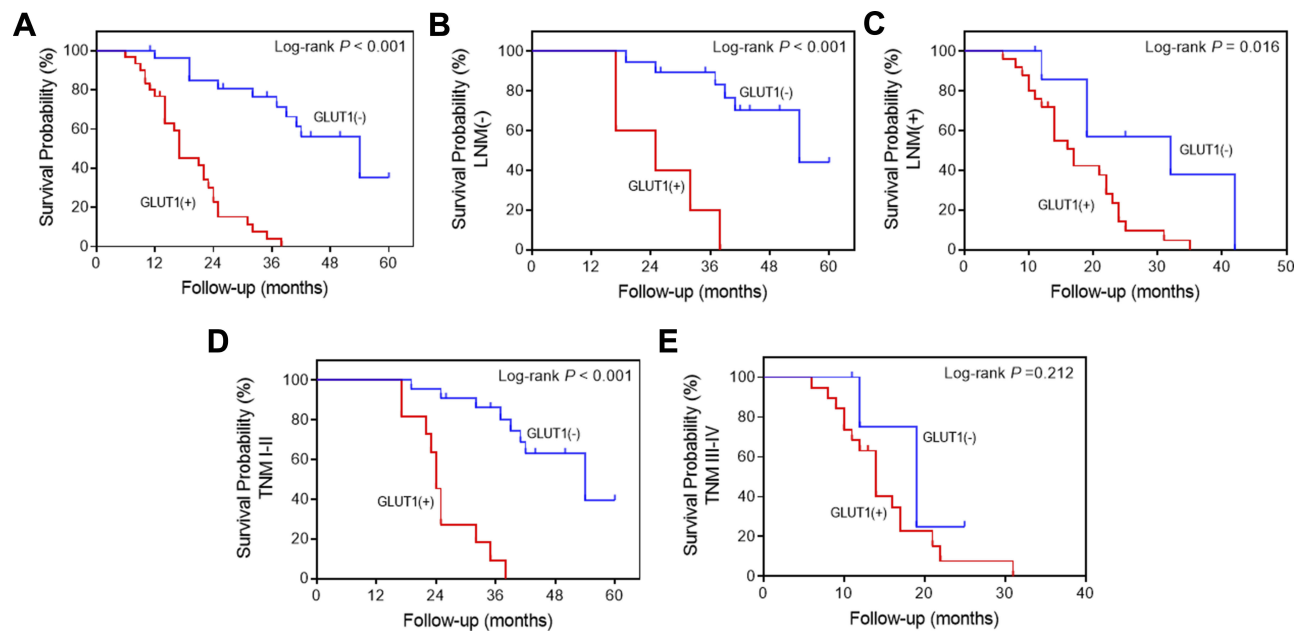 A
Survival Probability (%)
100
80
60
40
20
0
Log-rank P < 0.001
GLUT1(-)
GLUT1(+)
0 12 24 36 48 60
Follow-up (months)
B
Survival Probability (%)
LNM(-)
100
80
60
40
20
0
Log-rank P < 0.001
GLUT1(-)
GLUT1(+)
0 12 24 36 48 60
Follow-up (months)
C
Survival Probability (%)
LNM(+)
100
80
60
40
20
0
Log-rank P = 0.016
GLUT1(-)
GLUT1(+)
0 10 20 30 40 50
Follow-up (months)
D
Survival Probability (%)
TNM I-II
100
80
60
40
20
0
Log-rank P < 0.001
GLUT1(-)
GLUT1(+)
0 12 24 36 48 60
Follow-up (months)
E
Survival Probability (%)
TNM III-IV
100
80
60
40
20
0
Log-rank P =0.212
GLUT1(-)
GLUT1(+)
0 10 20 30 40
Follow-up (months)